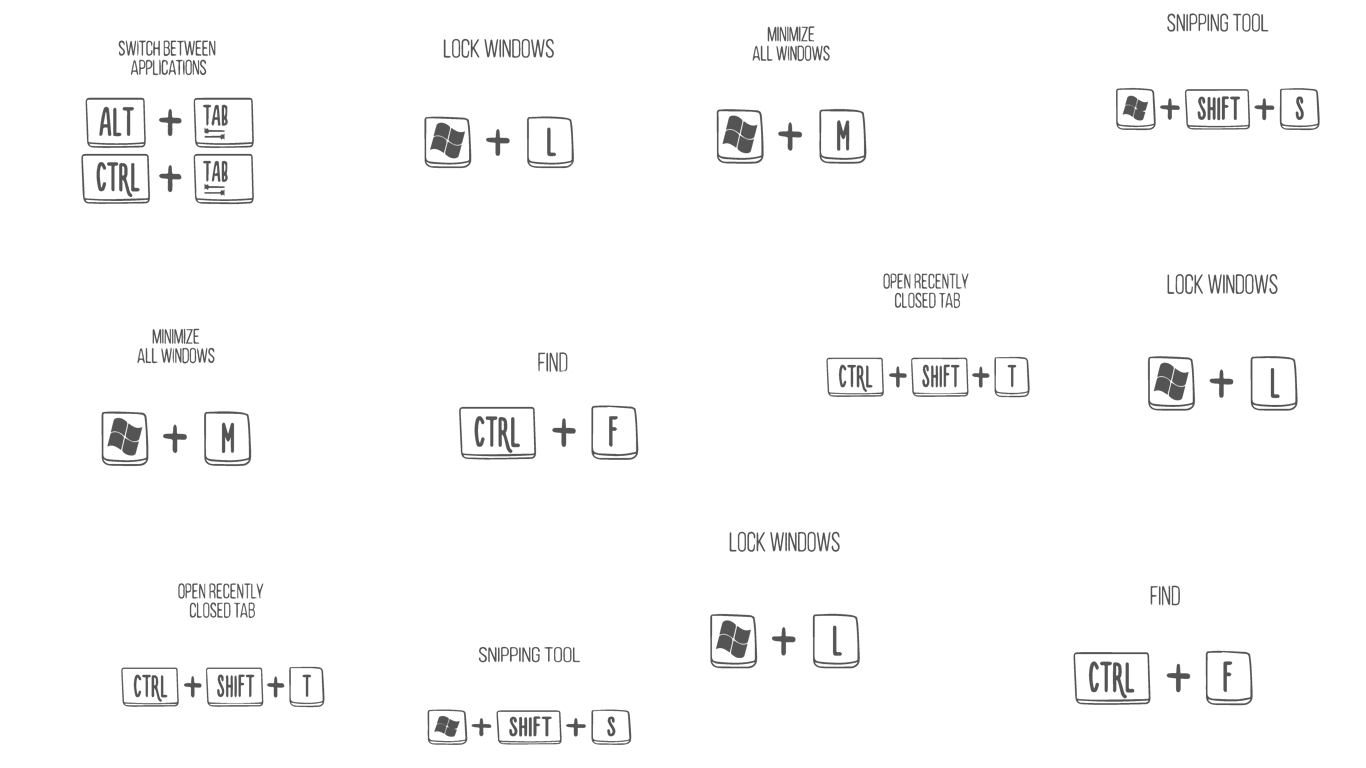 SWITCH BETWEEN
APPLICATIONS
ALT + TAB
CTRL + TAB
LOCK WINDOWS
+ L
MINIMIZE
ALL WINDOWS
+ M
SNIPPING TOOL
+ SHIFT + S
MINIMIZE
ALL WINDOWS
+ M
FIND
CTRL + F
OPEN RECENTLY
CLOSED TAB
CTRL + SHIFT + T
LOCK WINDOWS
+ L
OPEN RECENTLY
CLOSED TAB
CTRL + SHIFT + T
SNIPPING TOOL
+ SHIFT + S
LOCK WINDOWS
+ L
FIND
CTRL + F